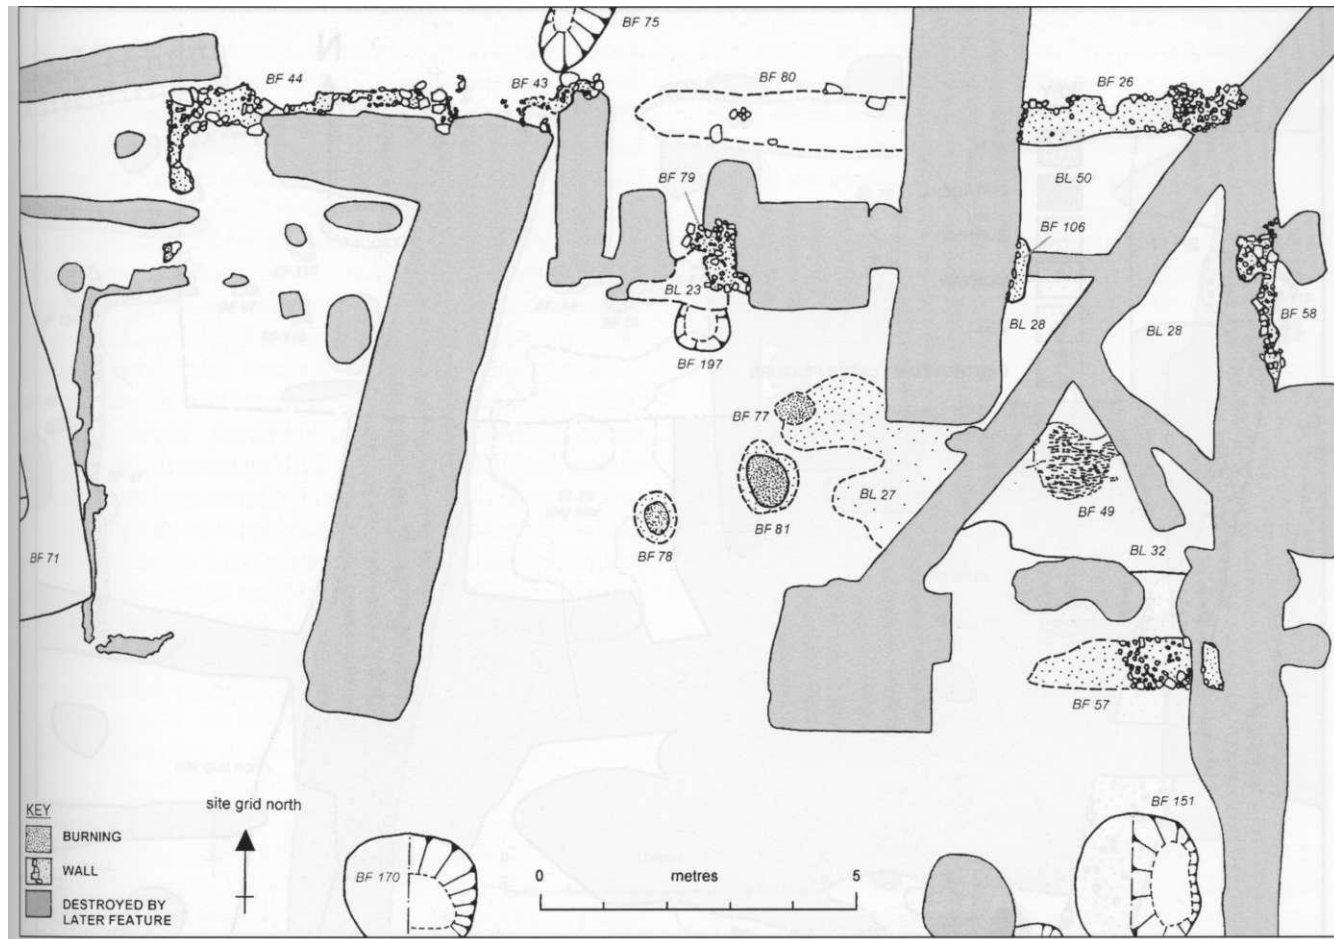 BF 75
BF 44
BF 43
BF 80
BF 26
BL 50
BF 79
BF 106
BL 23
BL 28
BL 28
BF 58
BF 197
BF 77
BL 27
BF 81
BF 49
BF 78
BL 32
BF 71
BF 57
KEY
BURNING
WALL
DESTROYED BY
LATER FEATURE
site grid north
BF 170
0 metres 5
BF 151